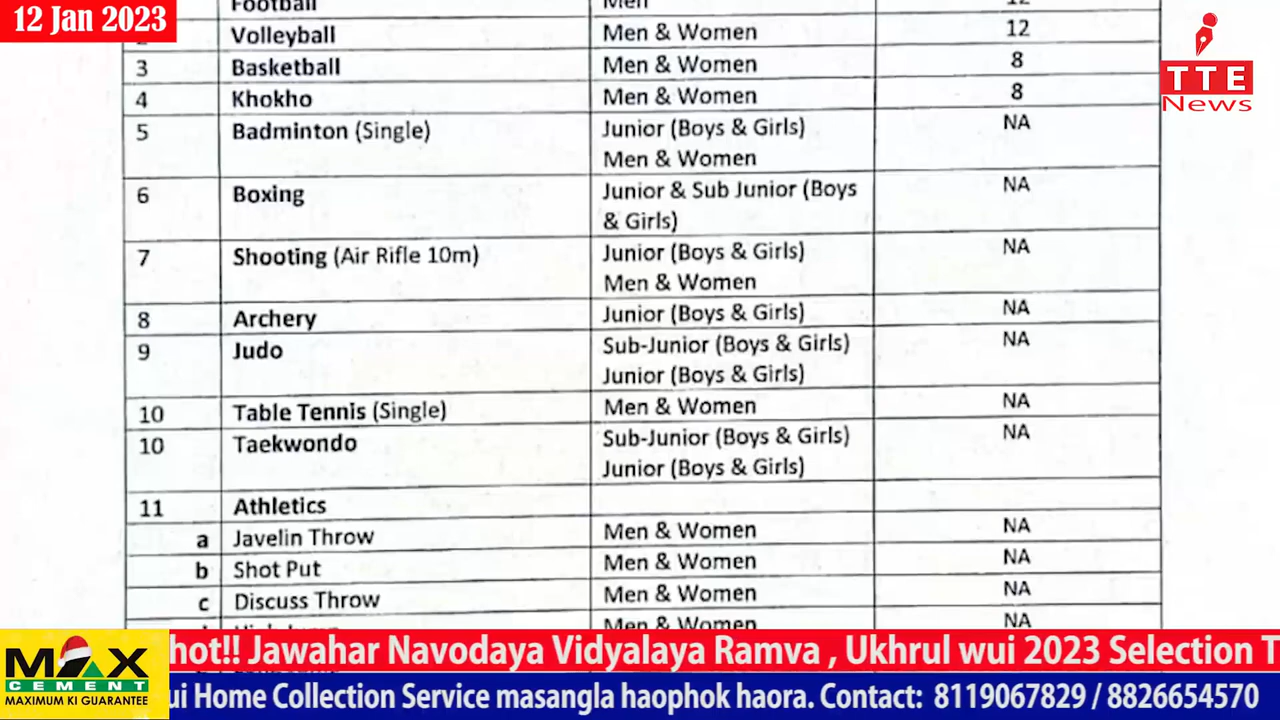 12 Jan 2023
Football Men 12
2 Volleyball Men & Women 12
3 Basketball Men & Women 8
4 Khokho Men & Women 8
5 Badminton (Single) Junior (Boys & Girls) NA
Men & Women
6 Boxing Junior & Sub Junior (Boys NA
& Girls)
7 Shooting (Air Rifle 10m) Junior (Boys & Girls) NA
Men & Women
8 Archery Junior (Boys & Girls) NA
9 Judo Sub-Junior (Boys & Girls) NA
Junior (Boys & Girls)
10 Table Tennis (Single) Men & Women NA
10 Taekwondo Sub-Junior (Boys & Girls) NA
Junior (Boys & Girls)
11 Athletics
a Javelin Throw Men & Women NA
b Shot Put Men & Women NA
c Discuss Throw Men & Women NA
Men & Women NA
TTE
News
hot!! Jawahar Navodaya Vidyalaya Ramva , Ukhrul wui 2023 Selection T
ui Home Collection Service masangla haophok haora. Contact: 8119067829 / 8826654570
MAX
CEMENT
MAXIMUM KI GUARANTEE